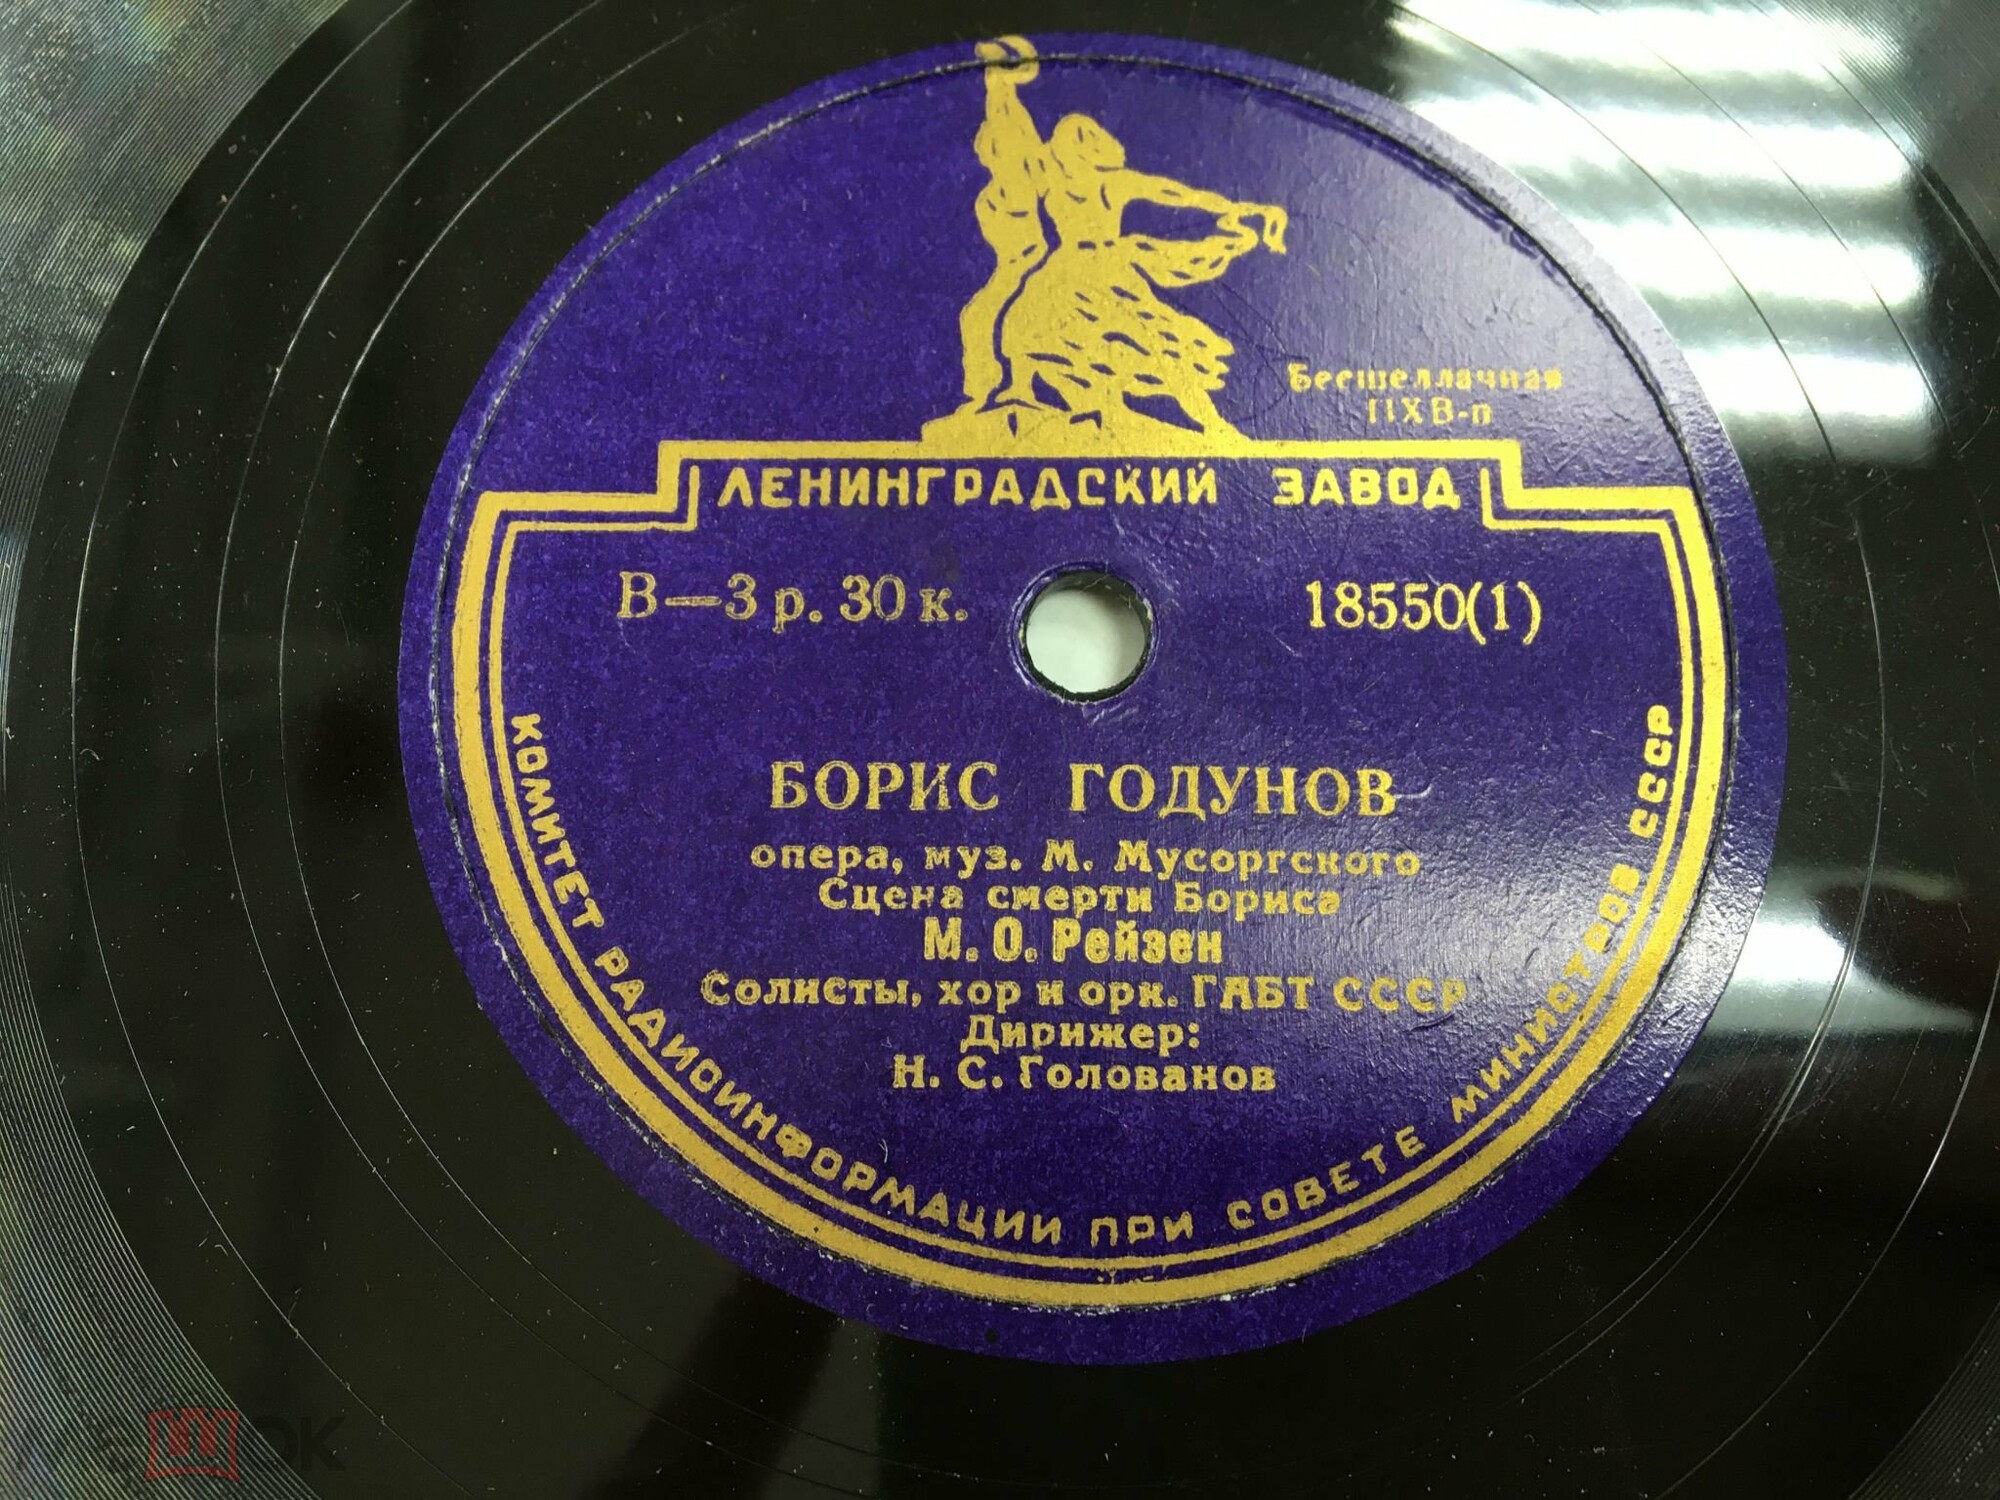 Бесшеллачная
ПХВ-п
ЛЕНИНГРАДСКИЙ ЗАВОД
В—3 р. 30 к.
18550(1)
БОРИС ГОДУНОВ
опера, муз. М. Мусоргского
Сцена смерти Бориса
М. О. Рейзен
Солисты, хор и орк. ГАБТ СССР
Дирижер:
Н. С. Голованов
КОМИТЕТ РАДИОИНФОРМАЦИИ ПРИ СОВЕТЕ МИНИСТРОВ СССР
МЕШОК